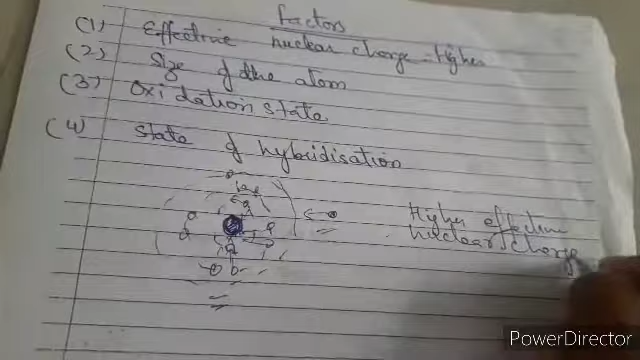 Factors
(1) Effective nuclear charge - Higher
(2) Size of the atom
(3) Oxidation state
(4) State of hybridisation
Higher effective
nuclear charge
PowerDirector